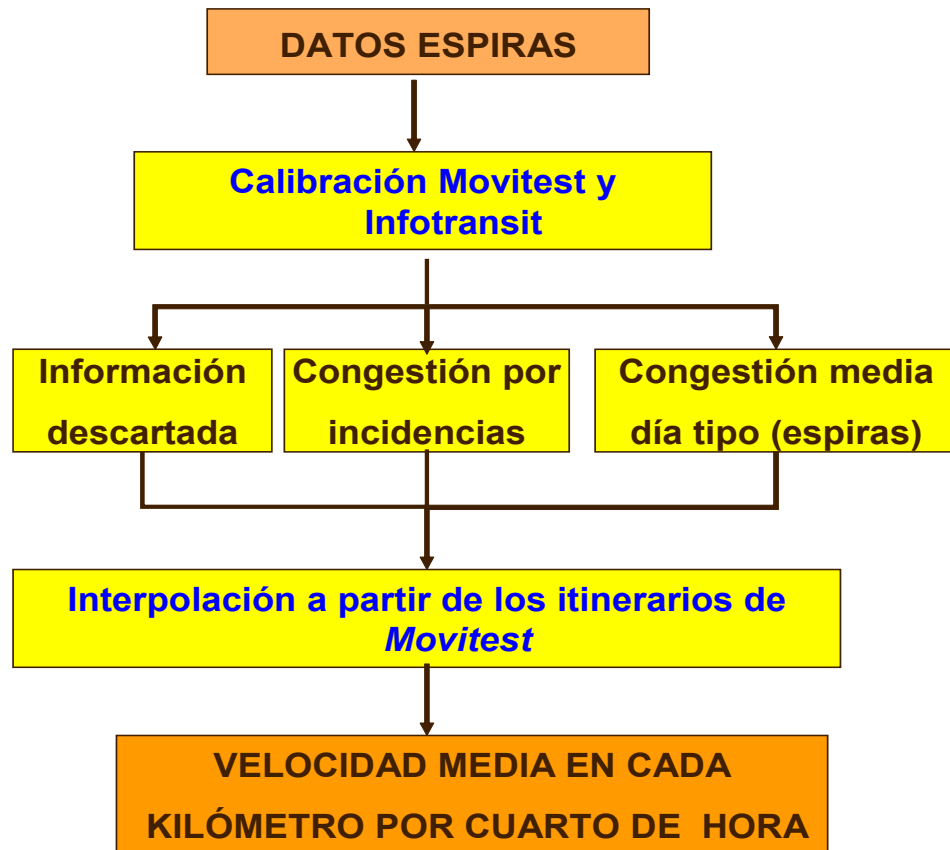 DATOS ESPIRAS
Calibración Movitest y
Infotransit
Información
descartada
Congestión por
incidencias
Congestión media
día tipo (espiras)
Interpolación a partir de los itinerarios de
Movitest
VELOCIDAD MEDIA EN CADA
KILÓMETRO POR CUARTO DE HORA